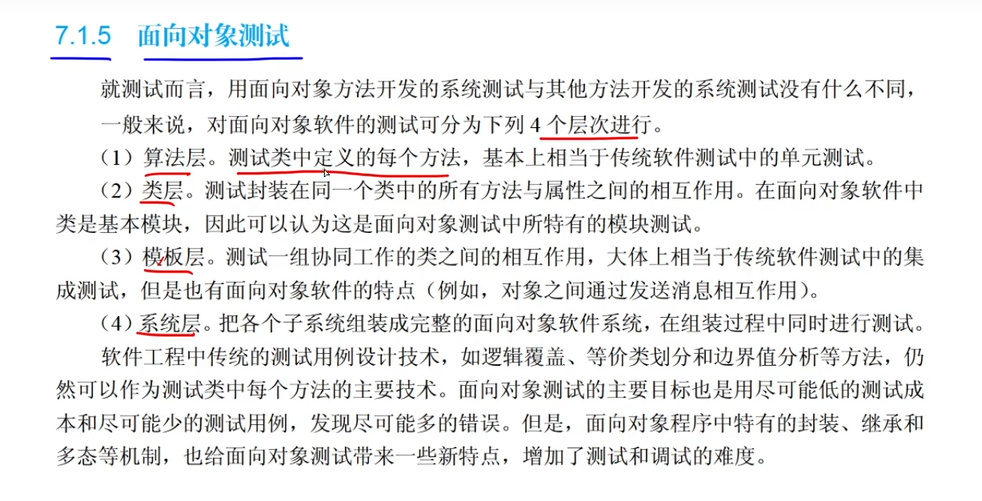 7.1.5 面向对象测试
就测试而言，用面向对象方法开发的系统测试与其他方法开发的系统测试没有什么不同，
一般来说，对面向对象软件的测试可分为下列 4 个层次进行。
（1）算法层。测试类中定义的每个方法，基本上相当于传统软件测试中的单元测试。
（2）类层。测试封装在同一个类中的所有方法与属性之间的相互作用。在面向对象软件中
类是基本模块，因此可以认为这是面向对象测试中所特有的模块测试。
（3）模板层。测试一组协同工作的类之间的相互作用，大体上相当于传统软件测试中的集
成测试，但是也有面向对象软件的特点（例如，对象之间通过发送消息相互作用）。
（4）系统层。把各个子系统组装成完整的面向对象软件系统，在组装过程中同时进行测试。
软件工程中传统的测试用例设计技术，如逻辑覆盖、等价类划分和边界值分析等方法，仍
然可以作为测试类中每个方法的主要技术。面向对象测试的主要目标也是用尽可能低的测试成
本和尽可能少的测试用例，发现尽可能多的错误。但是，面向对象程序中特有的封装、继承和
多态等机制，也给面向对象测试带来一些新特点，增加了测试和调试的难度。